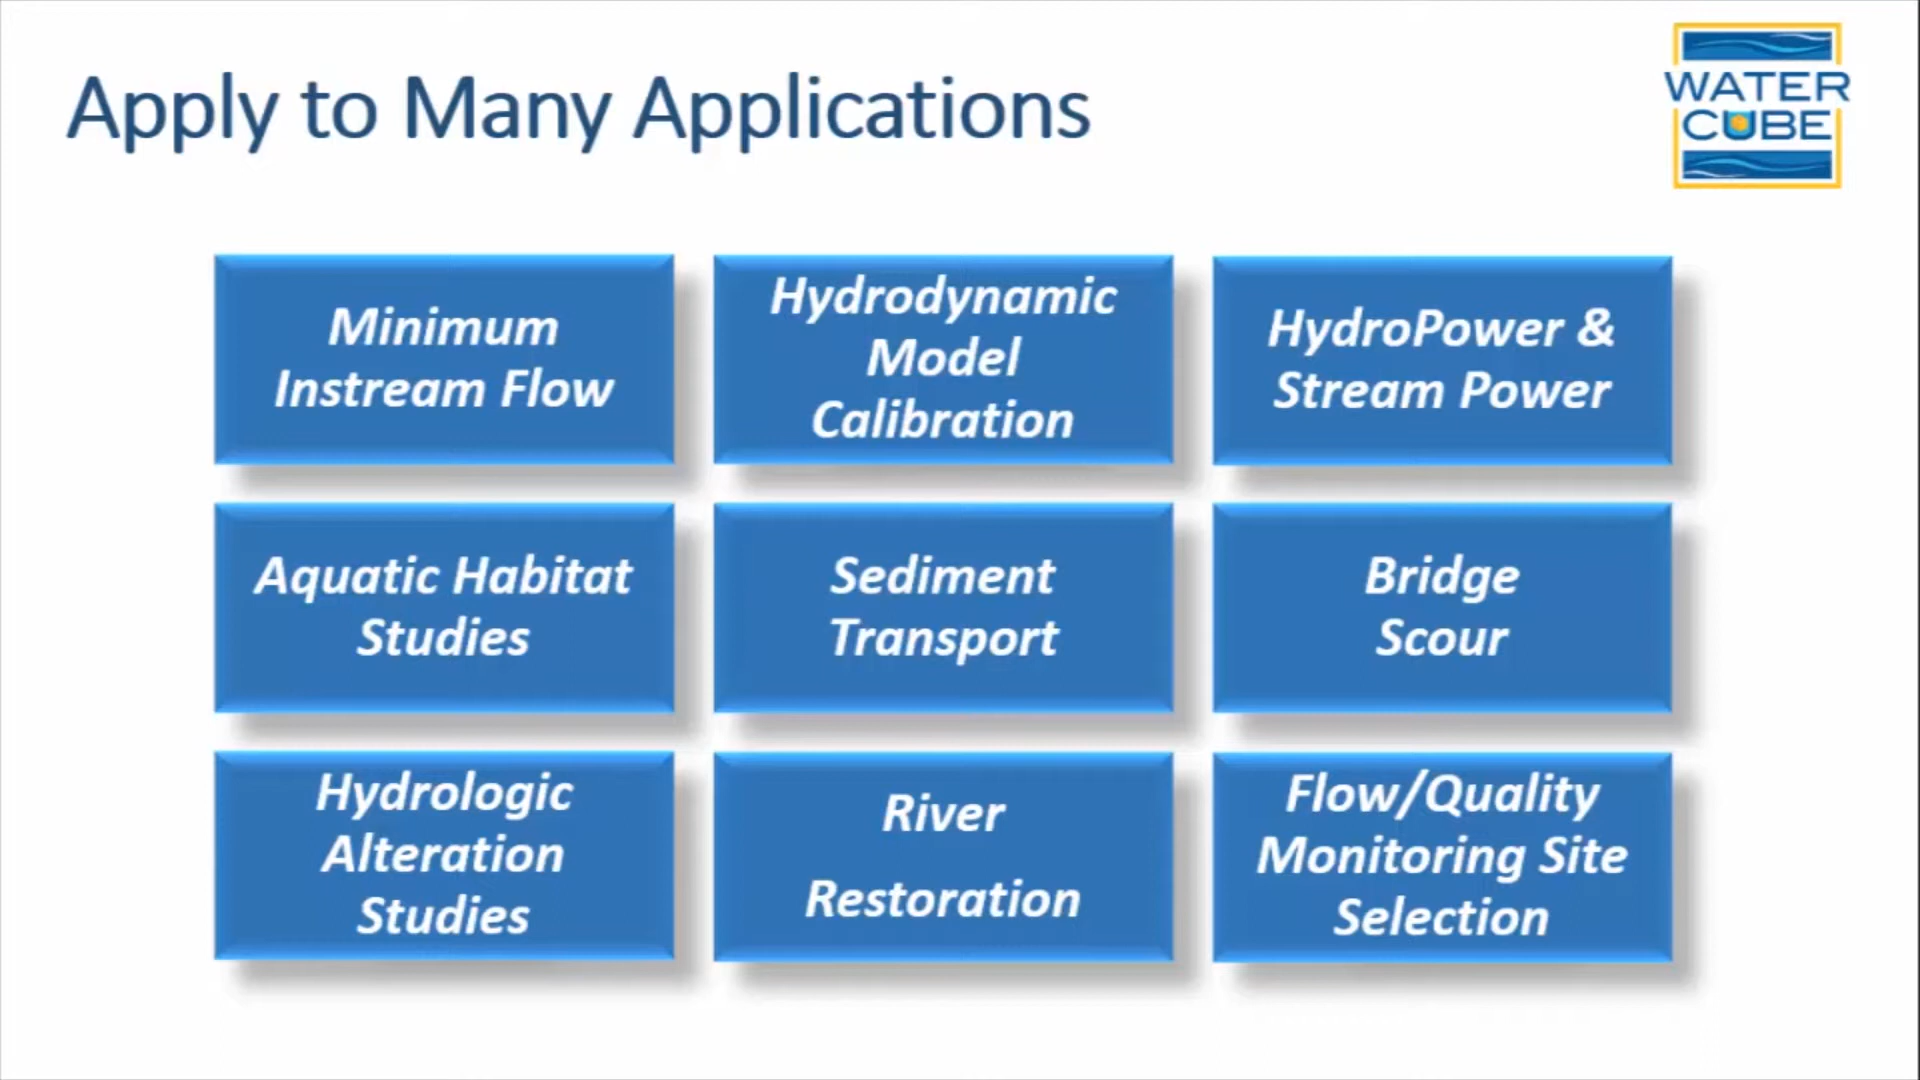 Apply to Many Applications
WATER
CUBE
Minimum
Instream Flow
Hydrodynamic
Model
Calibration
HydroPower &
Stream Power
Aquatic Habitat
Studies
Sediment
Transport
Bridge
Scour
Hydrologic
Alteration
Studies
River
Restoration
Flow/Quality
Monitoring Site
Selection